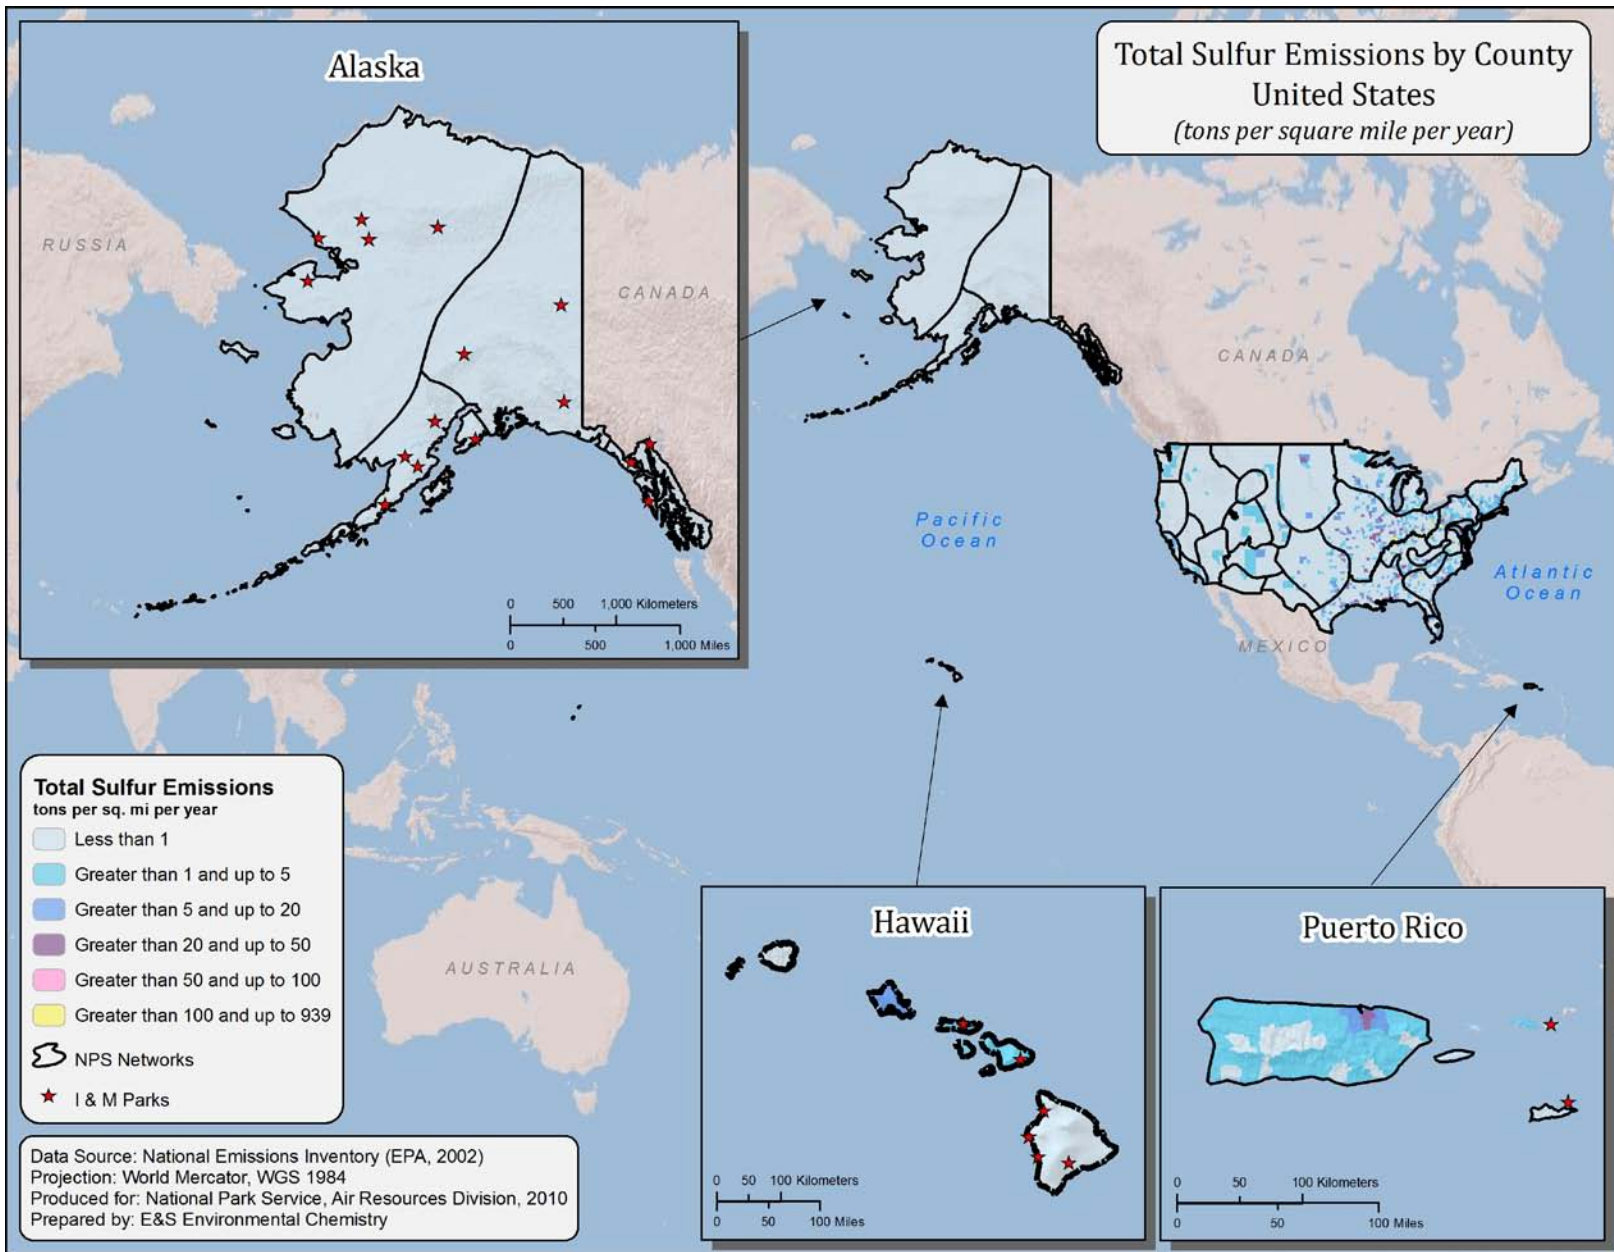 Alaska
Total Sulfur Emissions by County
United States
(tons per square mile per year)
RUSSIA
CANADA
0 500 1,000 Kilometers
0 500 1,000 Miles
CANADA
Pacific
Ocean
Atlantic
Ocean
MEXICO
AUSTRALIA
Total Sulfur Emissions
tons per sq. mi per year
Less than 1
Greater than 1 and up to 5
Greater than 5 and up to 20
Greater than 20 and up to 50
Greater than 50 and up to 100
Greater than 100 and up to 939
NPS Networks
I & M Parks
Data Source: National Emissions Inventory (EPA, 2002)
Projection: World Mercator, WGS 1984
Produced for: National Park Service, Air Resources Division, 2010
Prepared by: E&S Environmental Chemistry
Hawaii
0 50 100 Kilometers
0 50 100 Miles
Puerto Rico
0 50 100 Kilometers
0 50 100 Miles